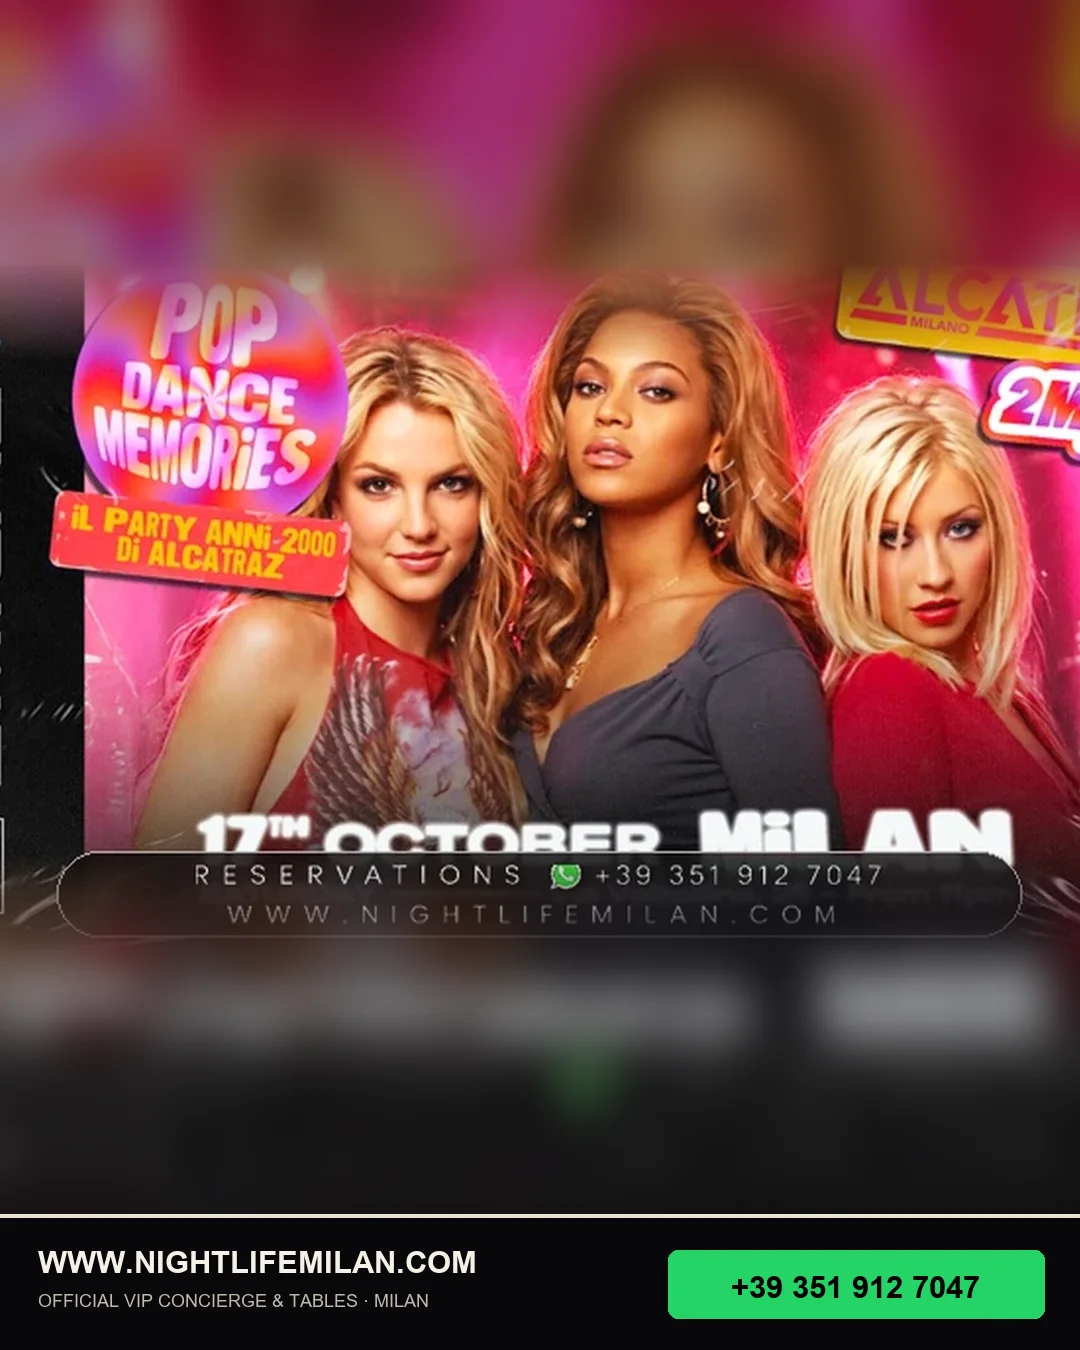 POP
DANCE
MEMORiES
iL PARTY ANNi 2000
Di ALCATRAZ
MILANO
17TH OCTOBER MiLAN
RESERVATIONS +39 351 912 7047
WWW.NIGHTLIFEMILAN.COM
WWW.NIGHTLIFEMILAN.COM
OFFICIAL VIP CONCIERGE & TABLES · MILAN
+39 351 912 7047